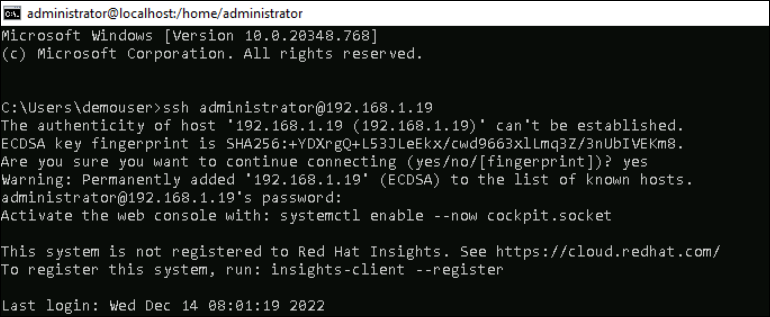 administrator@localhost:/home/administrator
Microsoft Windows [Version 10.0.20348.768]
(c) Microsoft Corporation. All rights reserved.
C:\Users\demouser>ssh administrator@192.168.1.19
The authenticity of host '192.168.1.19 (192.168.1.19)' can't be established.
ECDSA key fingerprint is SHA256:+YDXrgQ+L53JLeEkx/cwd9663xlLmq3Z/3nUbIVEKm8.
Are you sure you want to continue connecting (yes/no/[fingerprint])? yes
Warning: Permanently added '192.168.1.19' (ECDSA) to the list of known hosts.
administrator@192.168.1.19's password:
Activate the web console with: systemctl enable --now cockpit.socket
This system is not registered to Red Hat Insights. See https://cloud.redhat.com/
To register this system, run: insights-client --register
Last login: Wed Dec 14 08:01:19 2022